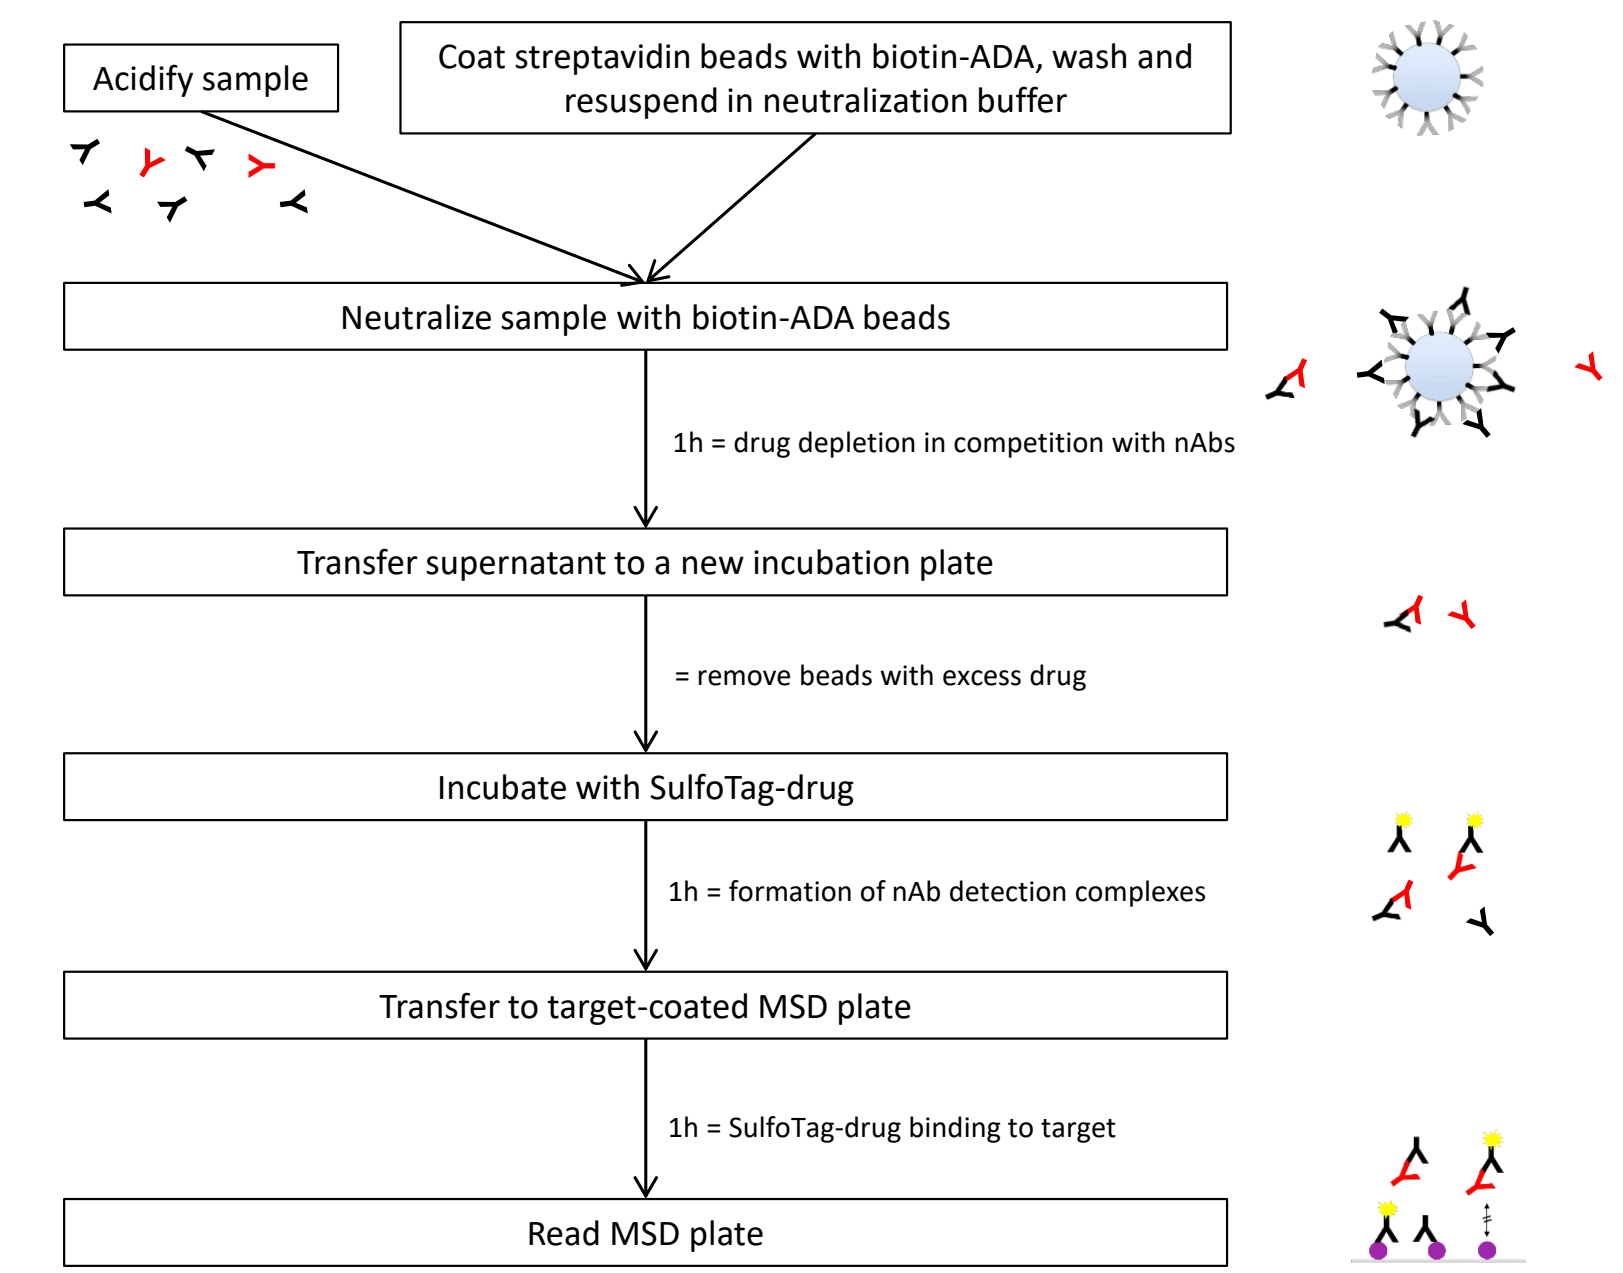 Acidify sample
Coat streptavidin beads with biotin-ADA, wash and
resuspend in neutralization buffer
Neutralize sample with biotin-ADA beads
1h = drug depletion in competition with nAbs
Transfer supernatant to a new incubation plate
= remove beads with excess drug
Incubate with SulfoTag-drug
1h = formation of nAb detection complexes
Transfer to target-coated MSD plate
1h = SulfoTag-drug binding to target
Read MSD plate